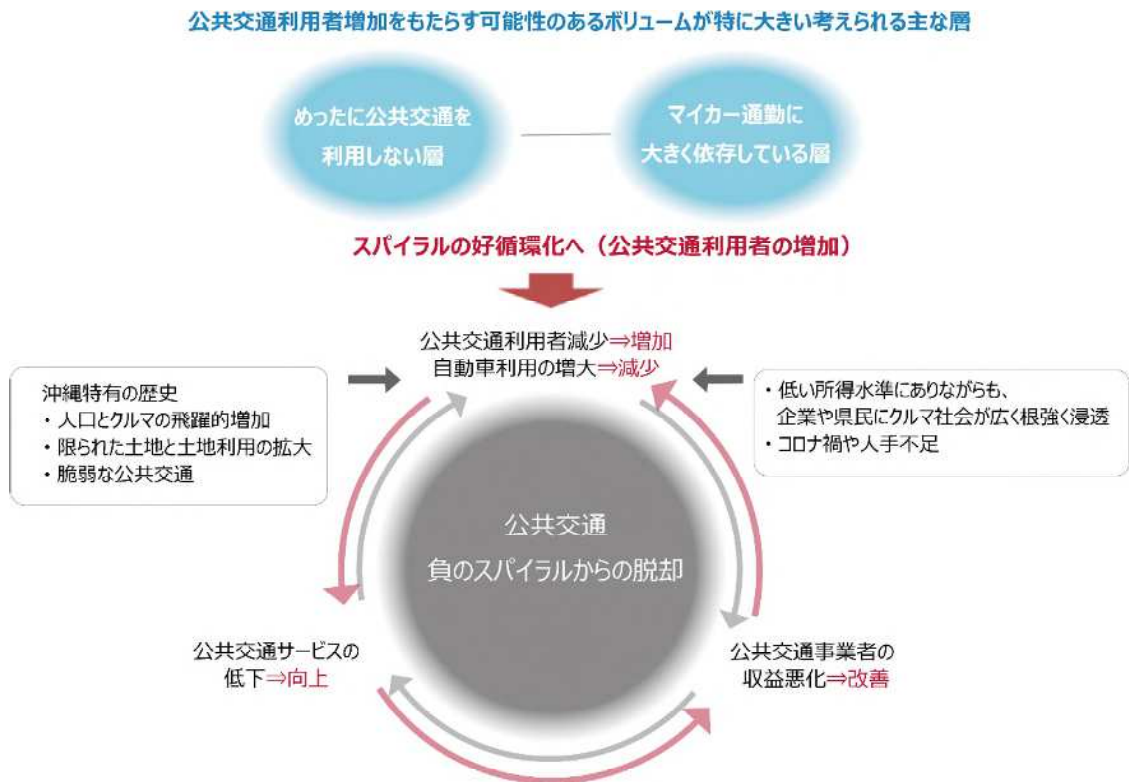 公共交通利用者増加をもたらす可能性のあるボリュームが特に大きい考えられる主な層
めったに公共交通を
利用しない層
マイカー通勤に
大きく依存している層
スパイラルの好循環化へ（公共交通利用者の増加）
公共交通利用者減少⇒増加
自動車利用の増大⇒減少
沖縄特有の歴史
・人口とクルマの飛躍的増加
・限られた土地と土地利用の拡大
・脆弱な公共交通
・低い所得水準にありながらも、
企業や県民にクルマ社会が広く根強く浸透
・コロナ禍や人手不足
公共交通
負のスパイラルからの脱却
公共交通サービスの
低下⇒向上
公共交通事業者の
収益悪化⇒改善